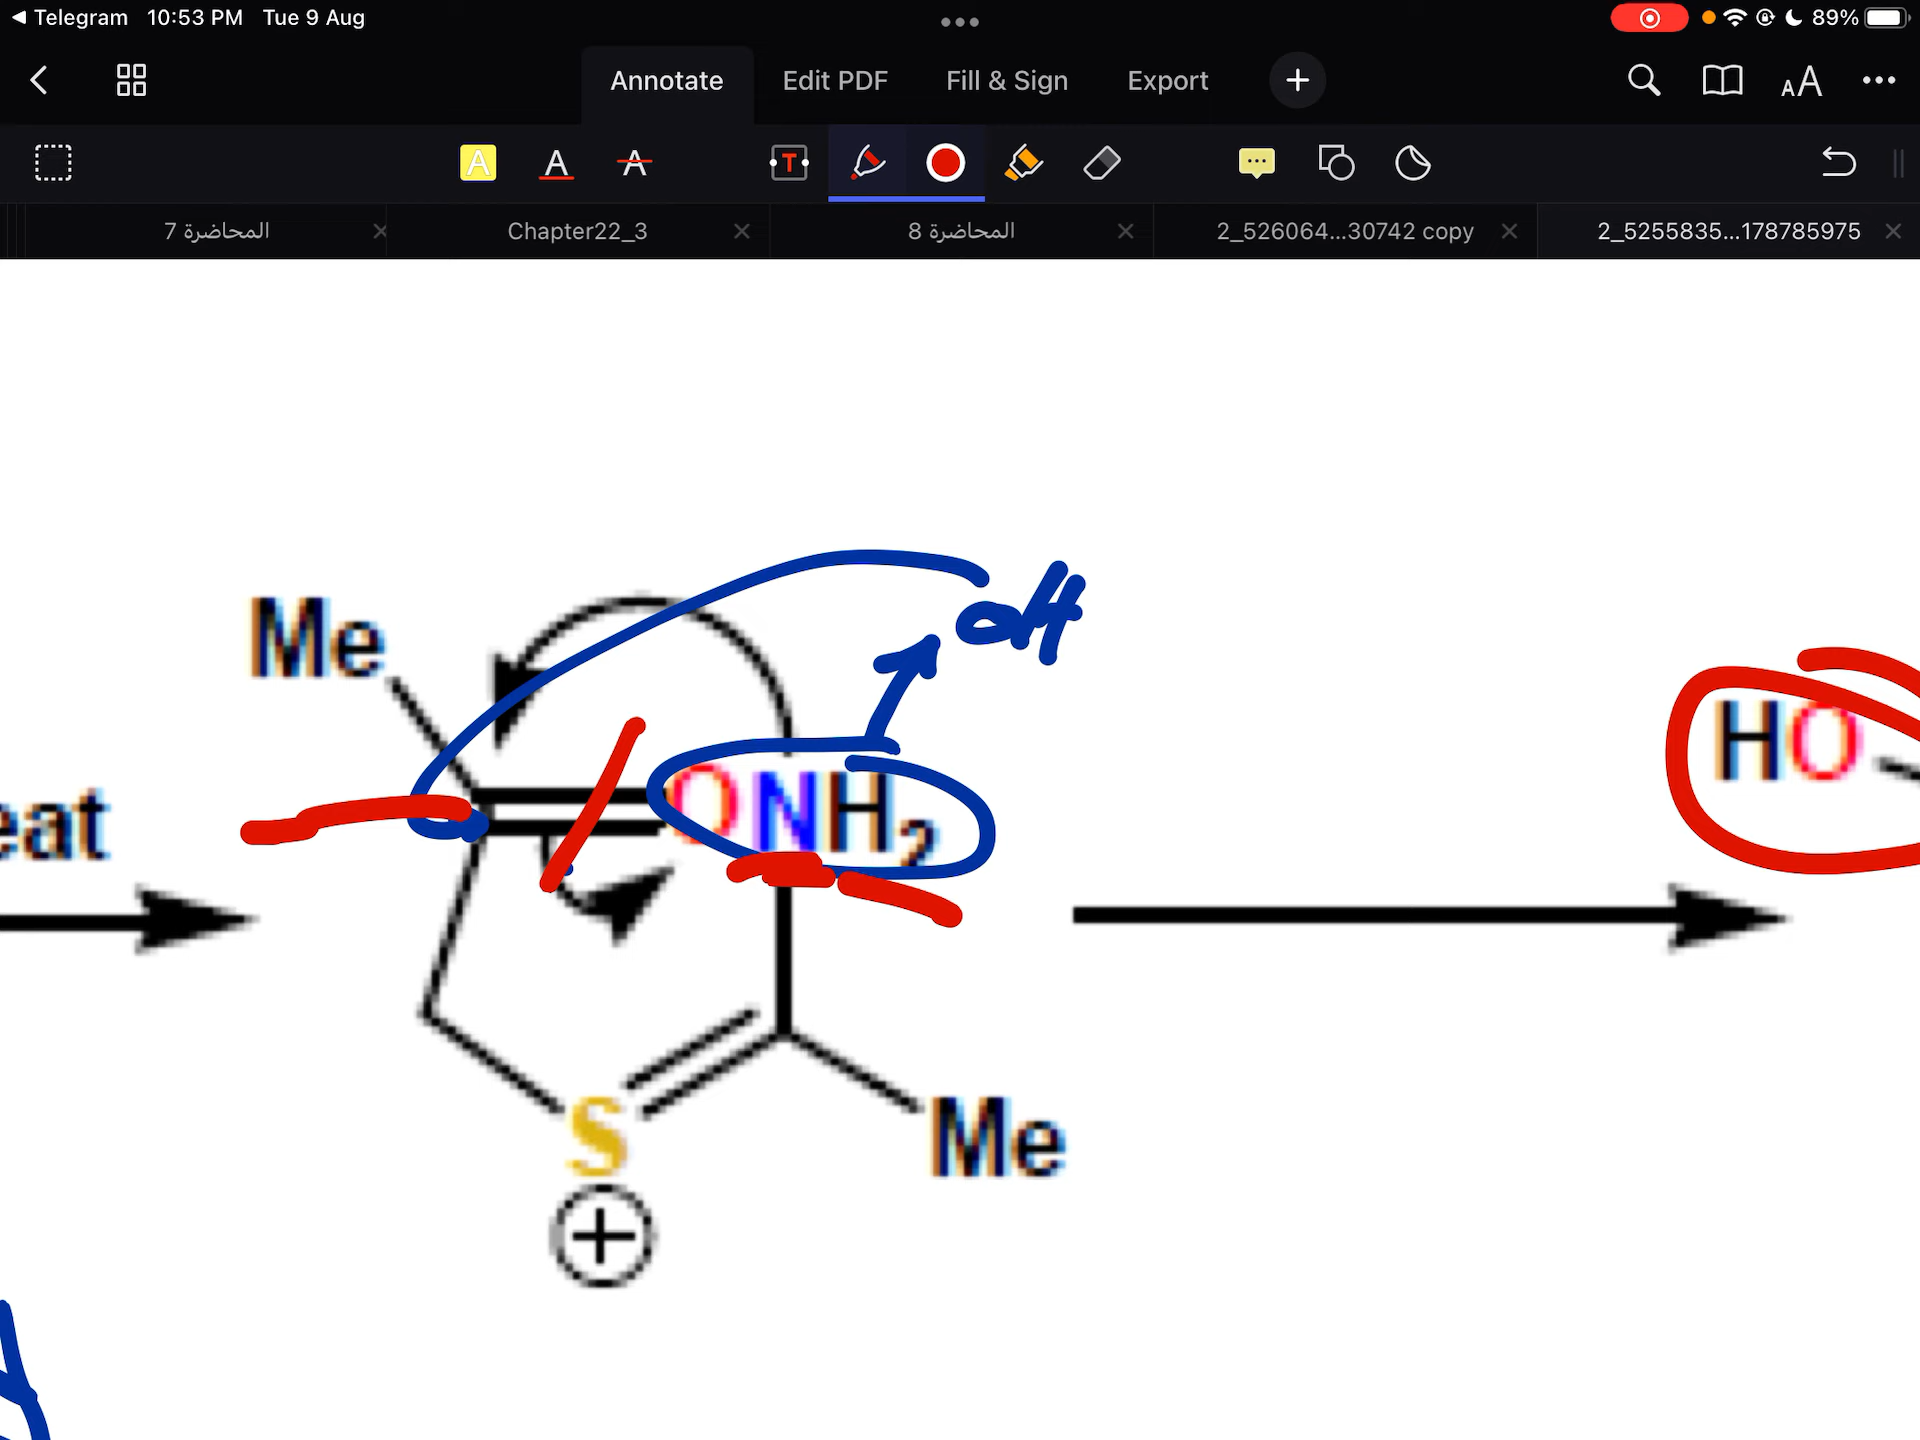 Telegram 10:53 PM Tue 9 Aug 89%
Annotate Edit PDF Fill & Sign Export
AA
A A A T
المحاضرة 7 Chapter22_3 المحاضرة 8 2_526064...30742 copy 2_5255835...178785975
Me OH HO
eat ONH2
S Me
+